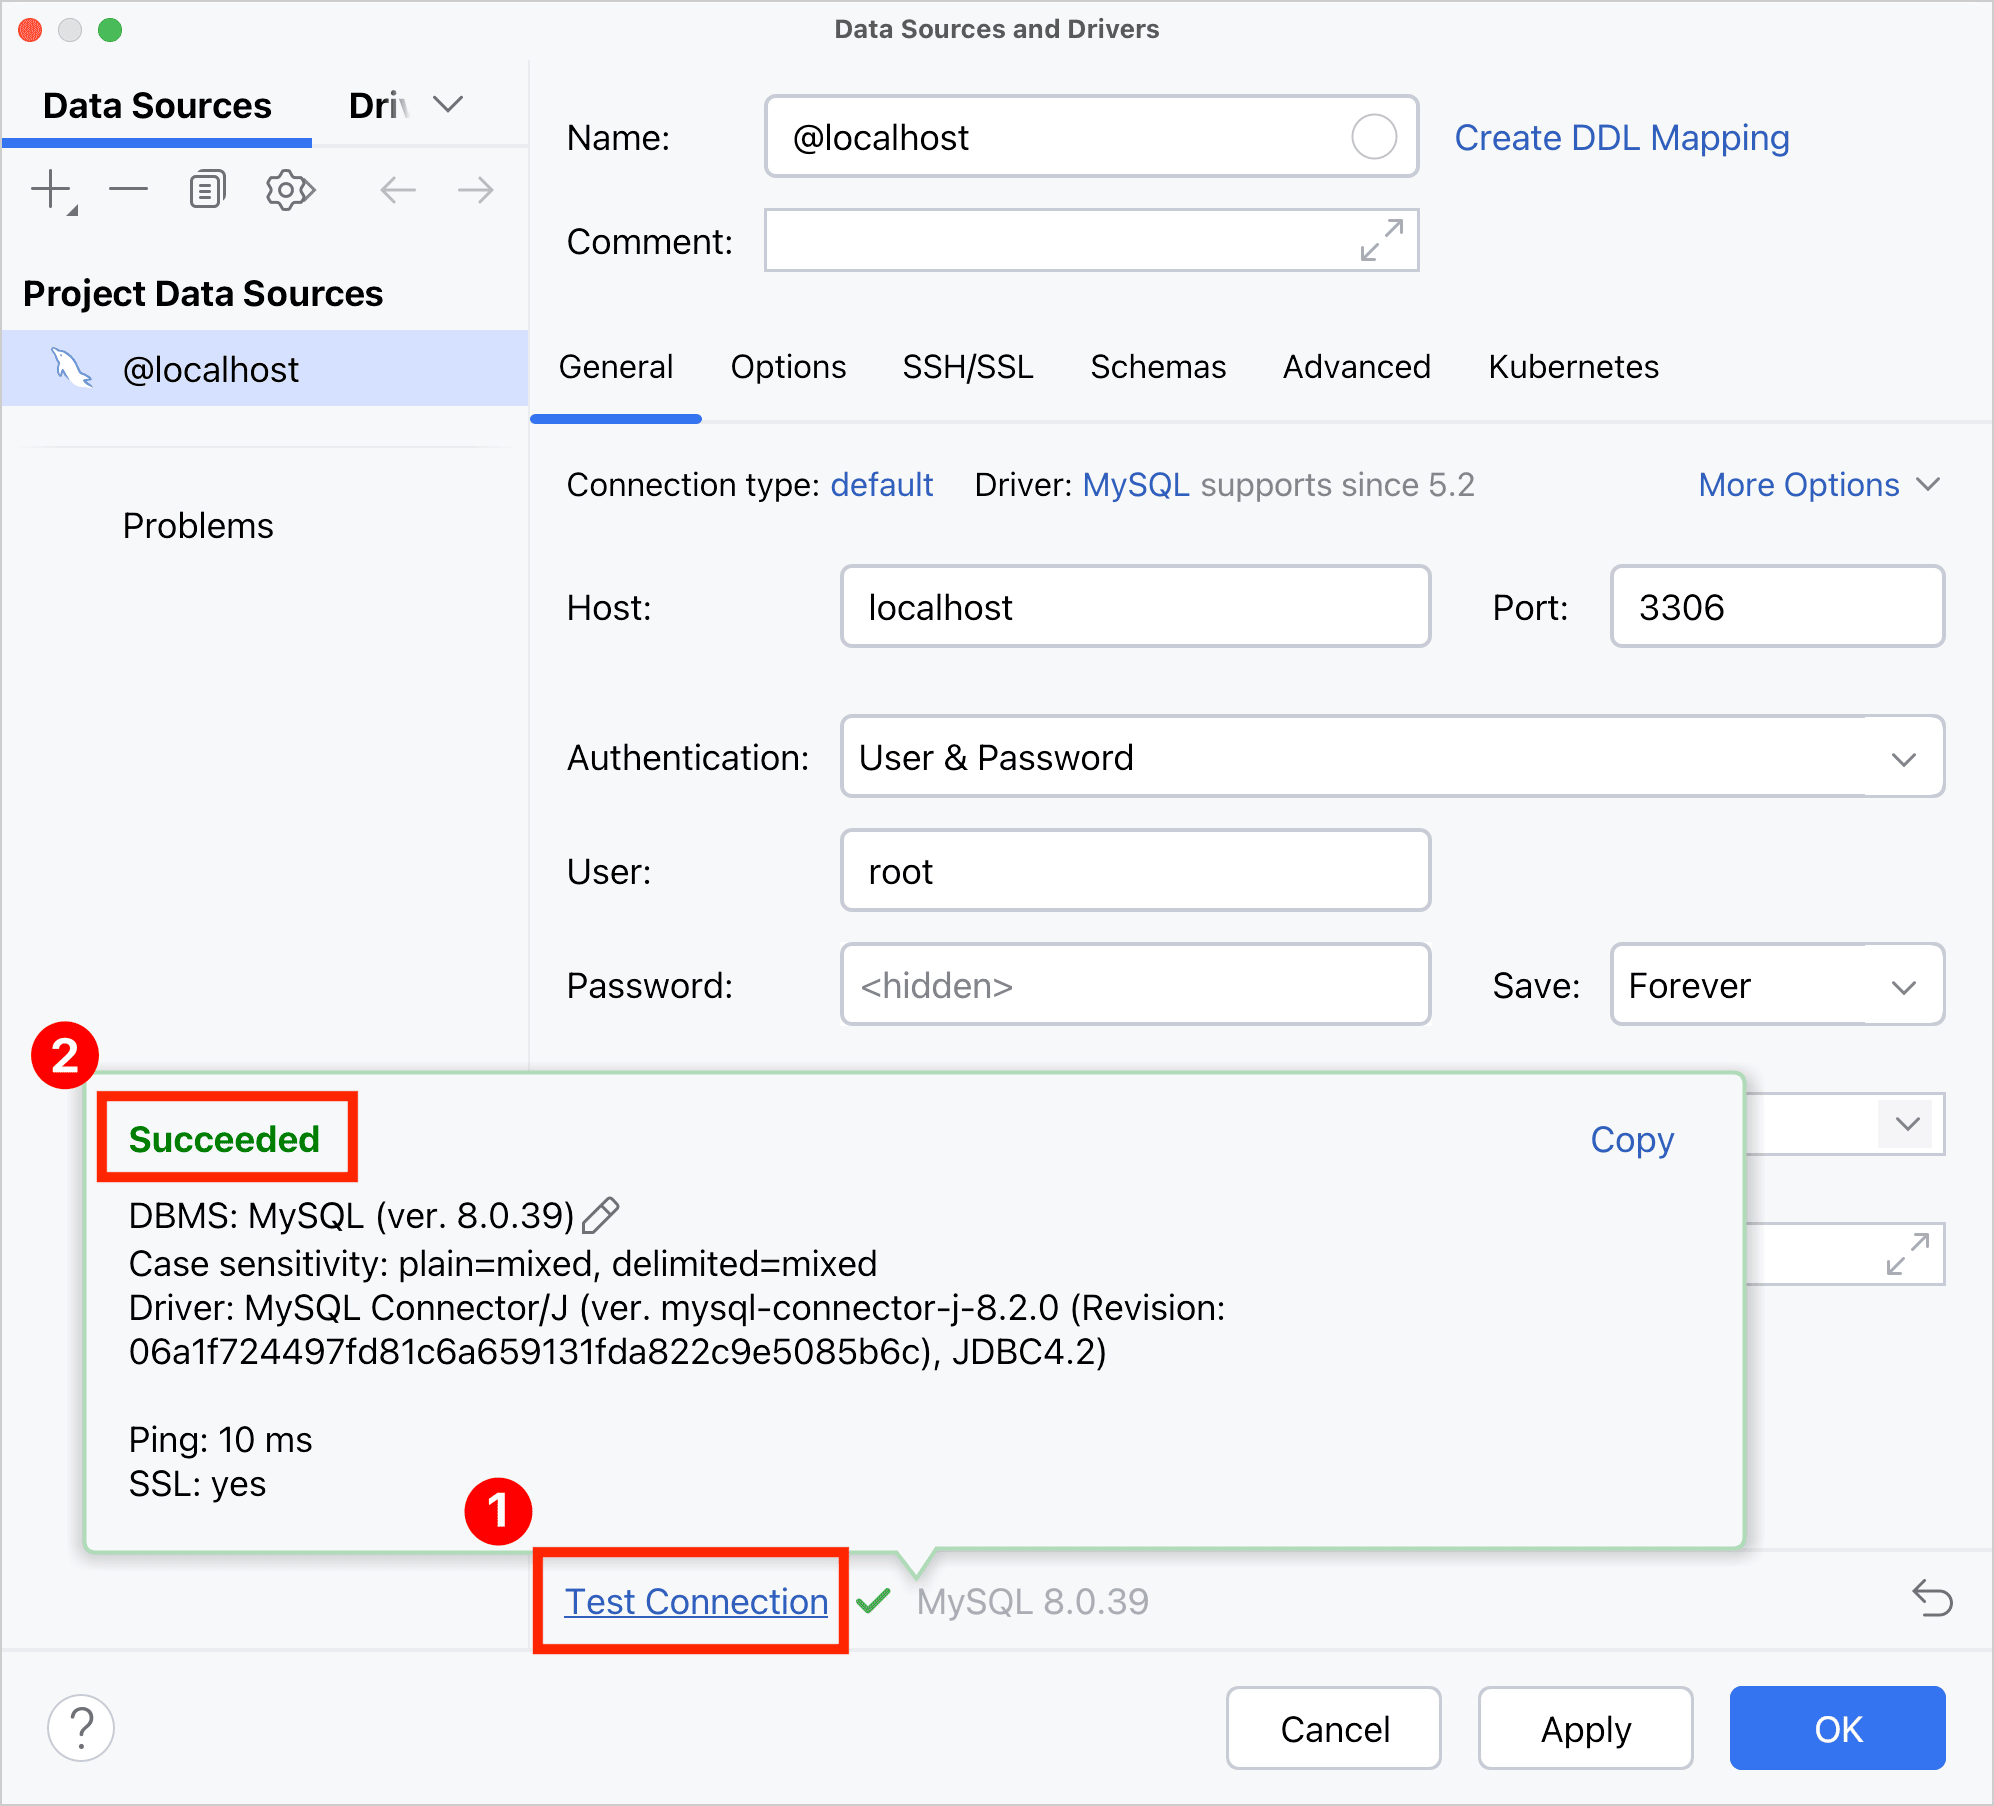 Data Sources and Drivers
Data Sources Driv
Name: @localhost Create DDL Mapping
Comment:
Project Data Sources
@localhost
General Options SSH/SSL Schemas Advanced Kubernetes
Connection type: default Driver: MySQL supports since 5.2 More Options
Problems
Host: localhost Port: 3306
Authentication: User & Password
User: root
Password: <hidden> Save: Forever
2
Succeeded Copy
DBMS: MySQL (ver. 8.0.39)
Case sensitivity: plain=mixed, delimited=mixed
Driver: MySQL Connector/J (ver. mysql-connector-j-8.2.0 (Revision:
06a1f724497fd81c6a659131fda822c9e5085b6c), JDBC4.2)
Ping: 10 ms
SSL: yes
1
Test Connection MySQL 8.0.39
? Cancel Apply OK